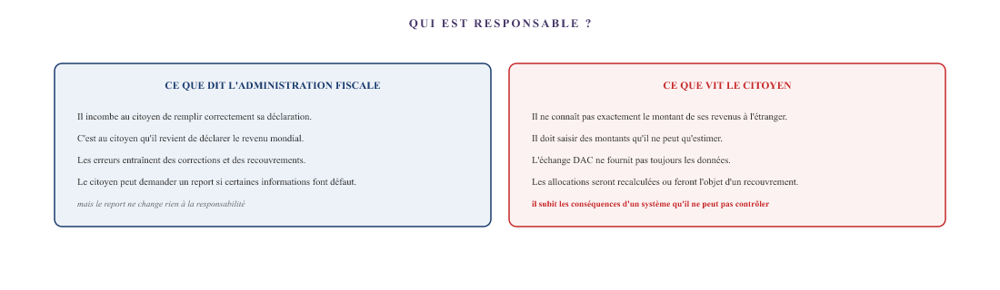 QUI EST RESPONSABLE ?
CE QUE DIT L'ADMINISTRATION FISCALE
Il incombe au citoyen de remplir correctement sa déclaration.
C'est au citoyen qu'il revient de déclarer le revenu mondial.
Les erreurs entraînent des corrections et des recouvrements.
Le citoyen peut demander un report si certaines informations font défaut.
mais le report ne change rien à la responsabilité
CE QUE VIT LE CITOYEN
Il ne connaît pas exactement le montant de ses revenus à l'étranger.
Il doit saisir des montants qu'il ne peut qu'estimer.
L'échange DAC ne fournit pas toujours les données.
Les allocations seront recalculées ou feront l'objet d'un recouvrement.
il subit les conséquences d'un système qu'il ne peut pas contrôler